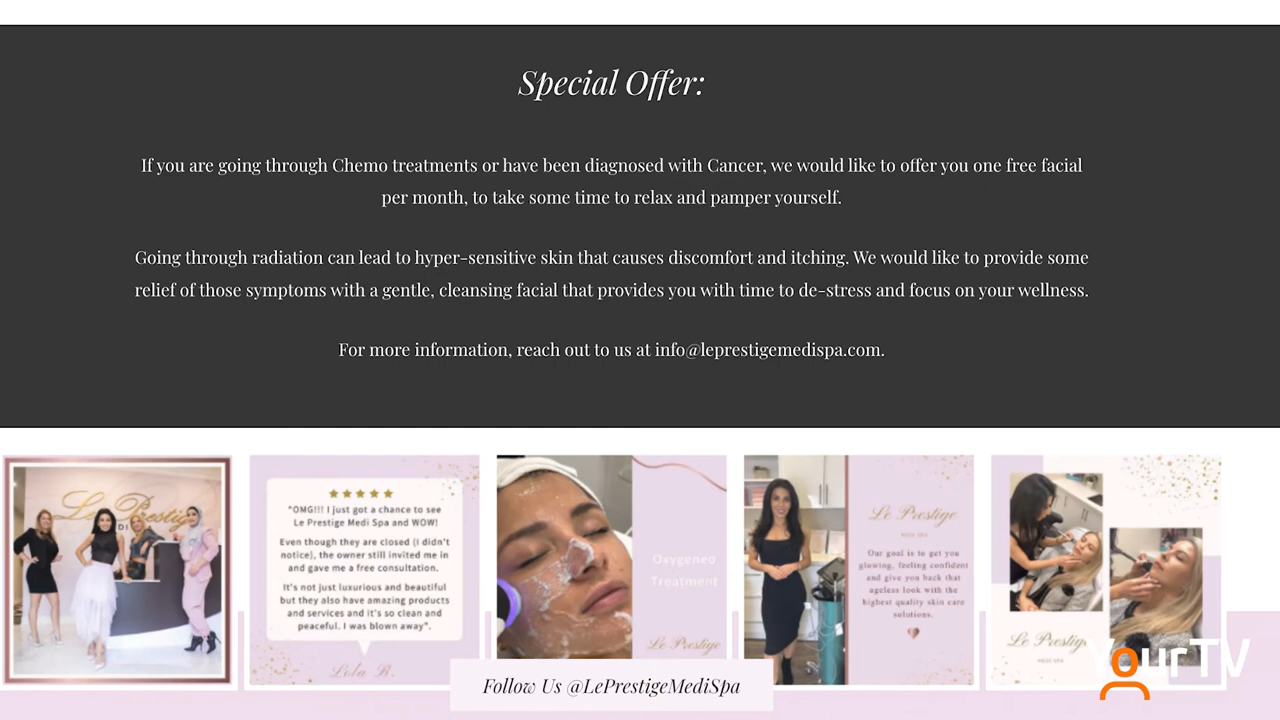 Special Offer:
If you are going through Chemo treatments or have been diagnosed with Cancer, we would like to offer you one free facial
per month, to take some time to relax and pamper yourself.
Going through radiation can lead to hyper-sensitive skin that causes discomfort and itching. We would like to provide some
relief of those symptoms with a gentle, cleansing facial that provides you with time to de-stress and focus on your wellness.
For more information, reach out to us at info@leprestigemedispa.com.
Le Prestige
"OMG!!! I just got a chance to see
Le Prestige Medi Spa and WOW!
Even though they are closed (I didn't
notice), the owner still invited me in
and gave me a free consultation.
It's not just luxurious and beautiful
but they also have amazing products
and services and it's so clean and
peaceful. I was blown away".
Lola B.
Oxygeneo
Treatment
Le Prestige
Le Prestige
MEDI SPA
Our goal is to get you
glowing, feeling confident
and give you back that
ageless look with the
highest quality skin care
solutions.
Le Prestige
MEDI SPA
Follow Us @LePrestigeMediSpa
YourTV